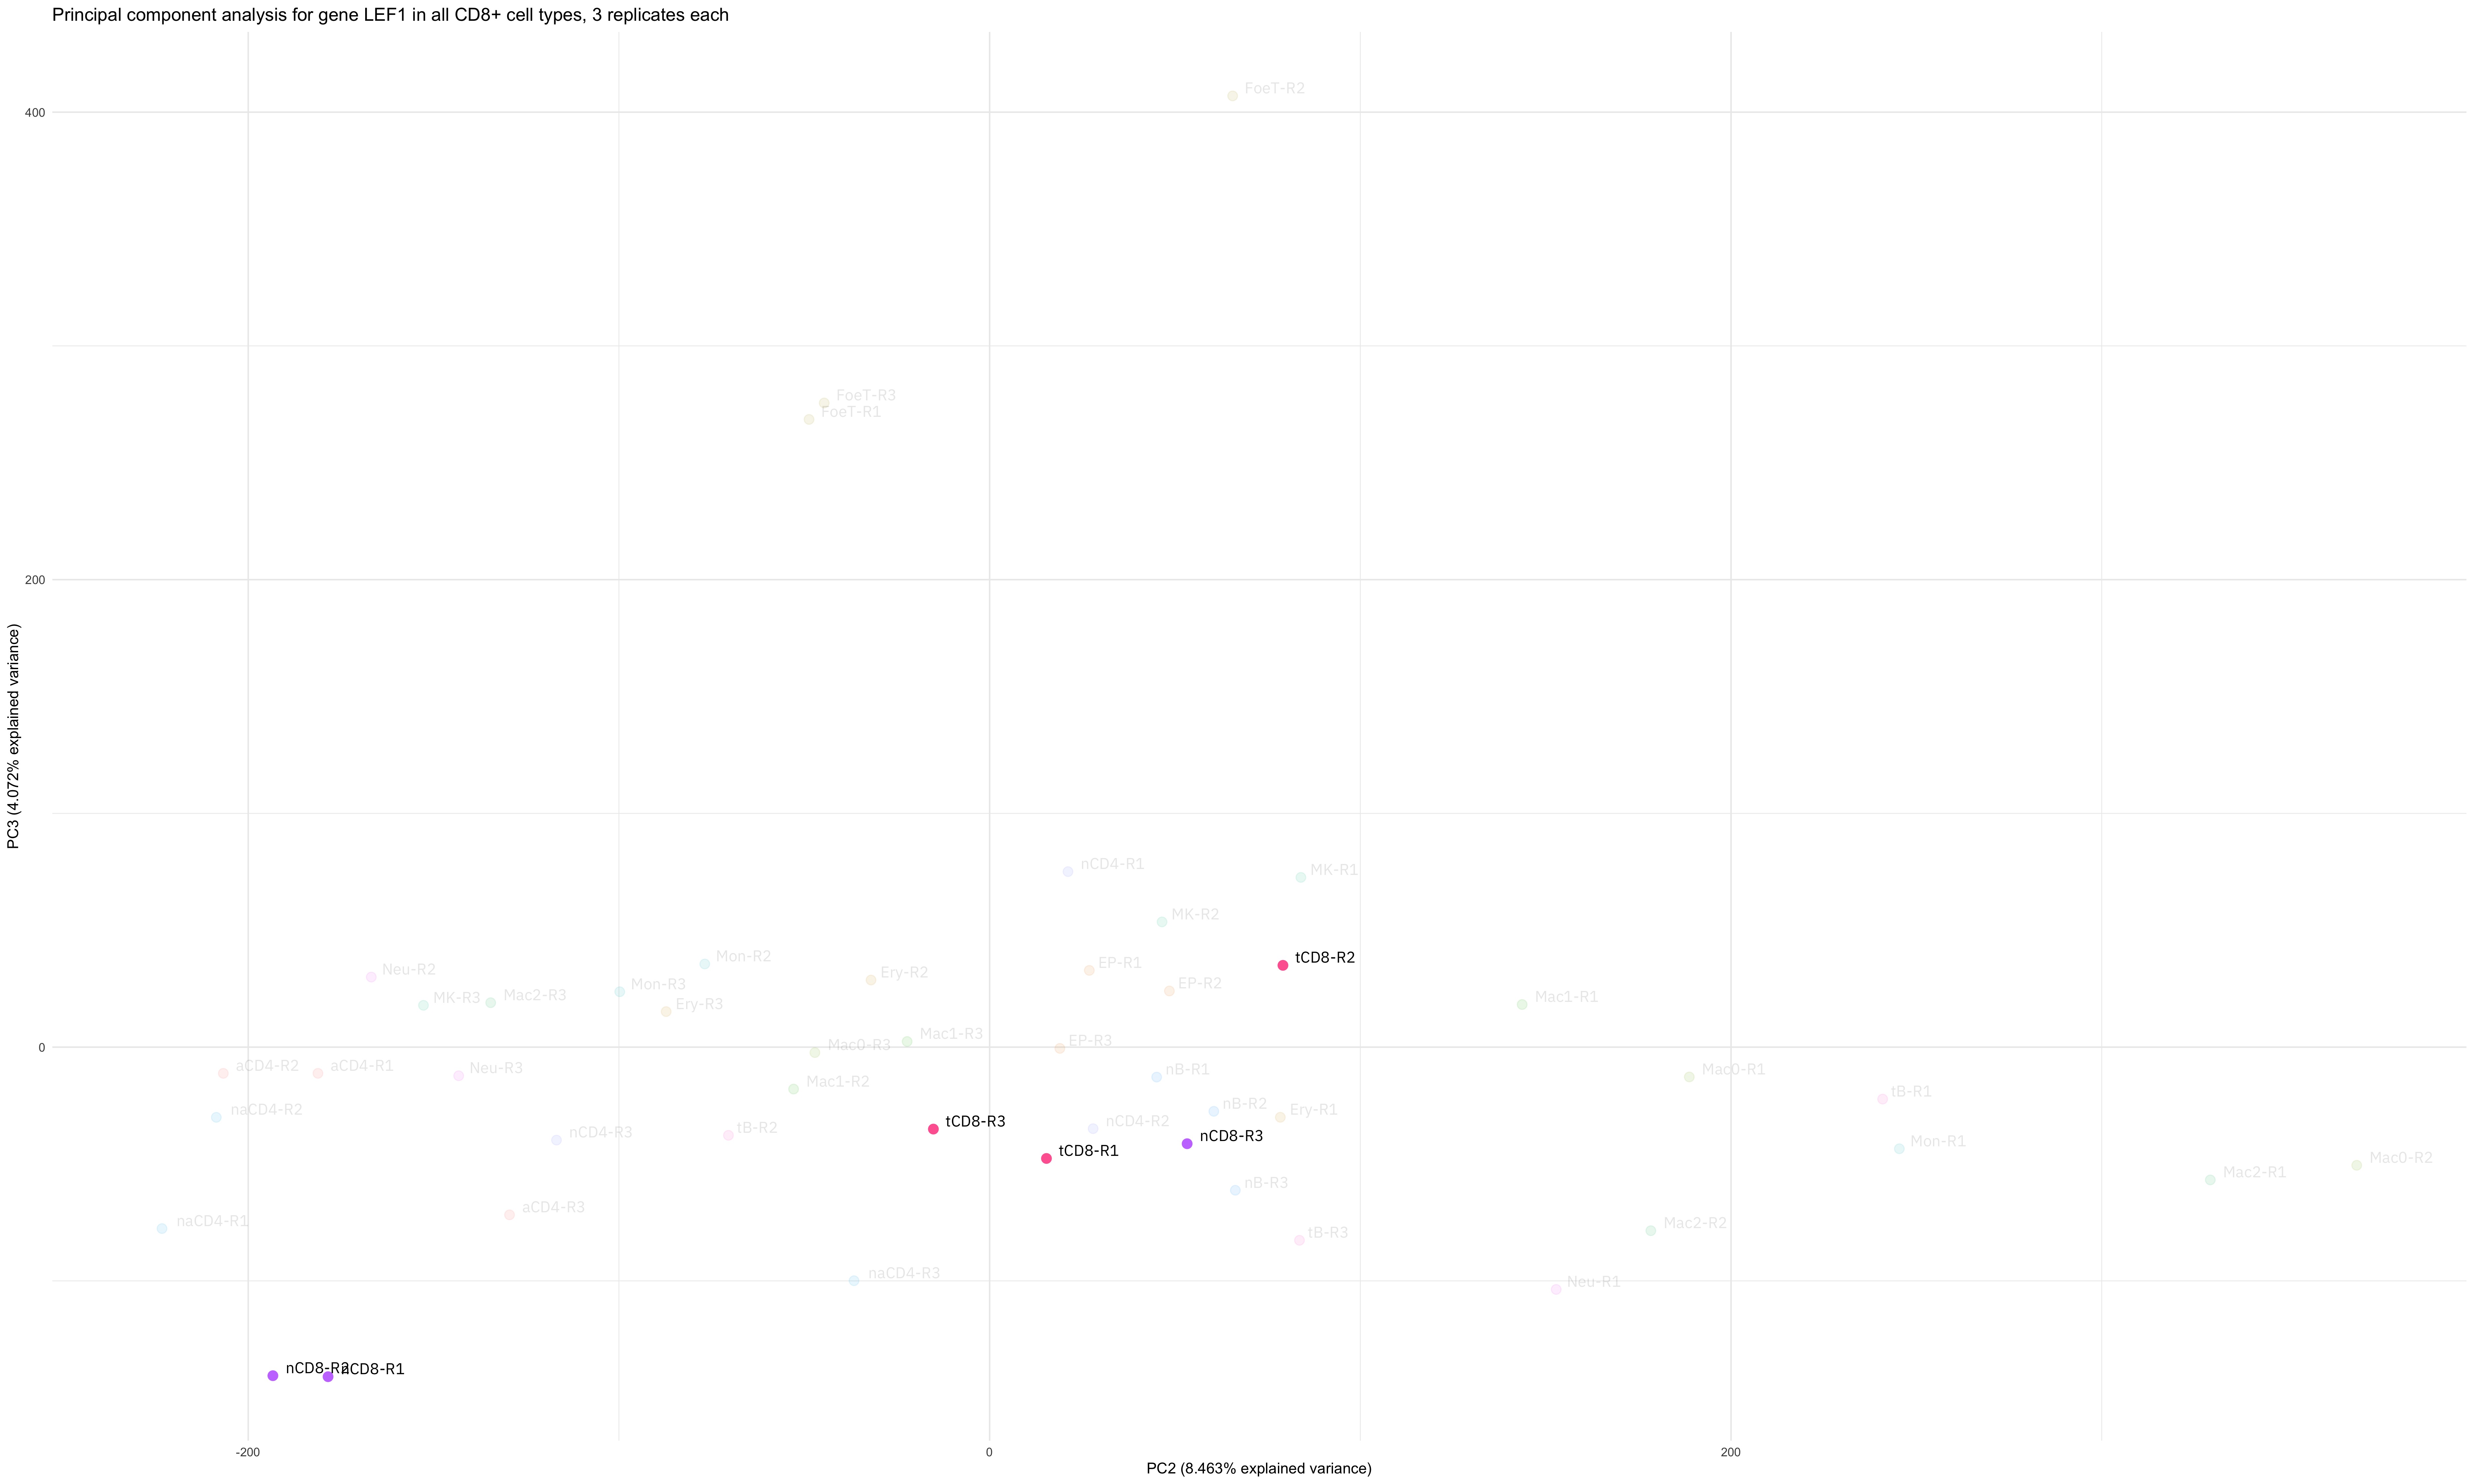 Principal component analysis for gene LEF1 in all CD8+ cell types, 3 replicates each
FoeT-R2
400
FoeT-R3
FoeT-R1
200
PC3 (4.072% explained variance)
nCD4-R1
MK-R1
MK-R2
Mon-R2
tCD8-R2
EP-R1
Neu-R2
Ery-R2
Mon-R3
EP-R2
Mac2-R3
MK-R3
Mac1-R1
Ery-R3
Mac1-R3
EP-R3
Mac0-R3
0
aCD4-R2
aCD4-R1
Neu-R3
nB-R1
Mac0-R1
Mac1-R2
tB-R1
nB-R2
naCD4-R2
Ery-R1
tCD8-R3
nCD4-R2
tB-R2
nCD4-R3
nCD8-R3
Mon-R1
tCD8-R1
Mac0-R2
Mac2-R1
nB-R3
aCD4-R3
naCD4-R1
Mac2-R2
tB-R3
naCD4-R3
Neu-R1
nCD8-R2
nCD8-R1
-200
0
200
PC2 (8.463% explained variance)